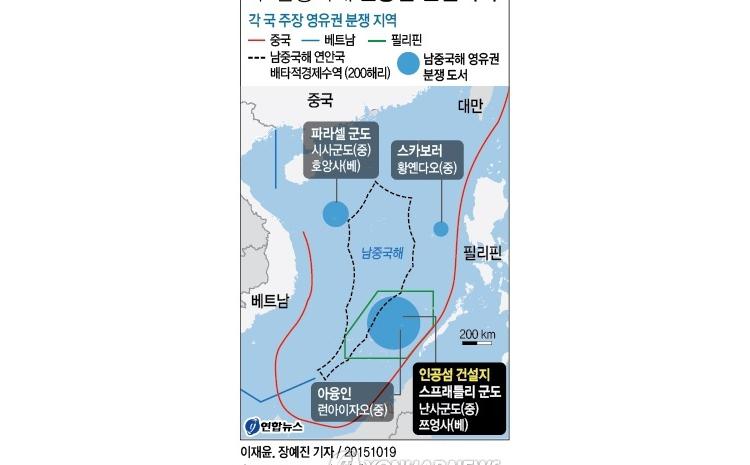 각 국 주장 영유권 분쟁 지역
중국 베트남 필리핀
남중국해 연안국
배타적경제수역 (200해리)
남중국해 영유권
분쟁 도서
중국
대만
파라셀 군도
시사군도(중)
호앙사(베)
스카보러
황옌다오(중)
남중국해
필리핀
베트남
200 km
인공섬 건설지
스프래틀리 군도
난사군도(중)
쯔엉사(베)
아융인
런아이자오(중)
연합뉴스
이재윤, 장예진 기자 / 20151019
YONHAPNEWS